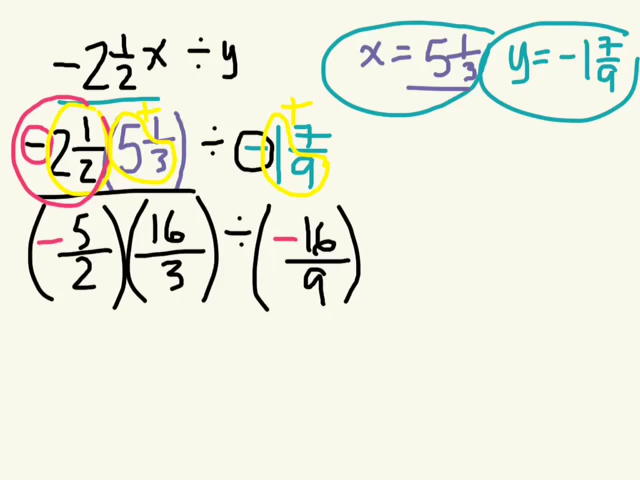 -2 1/2 x ÷ y    x = 5 1/3    y = -1 7/9
-2 1/2 (5 1/3) ÷ -1 7/9
+ +
(-5/2)(16/3) ÷ (-16/9)